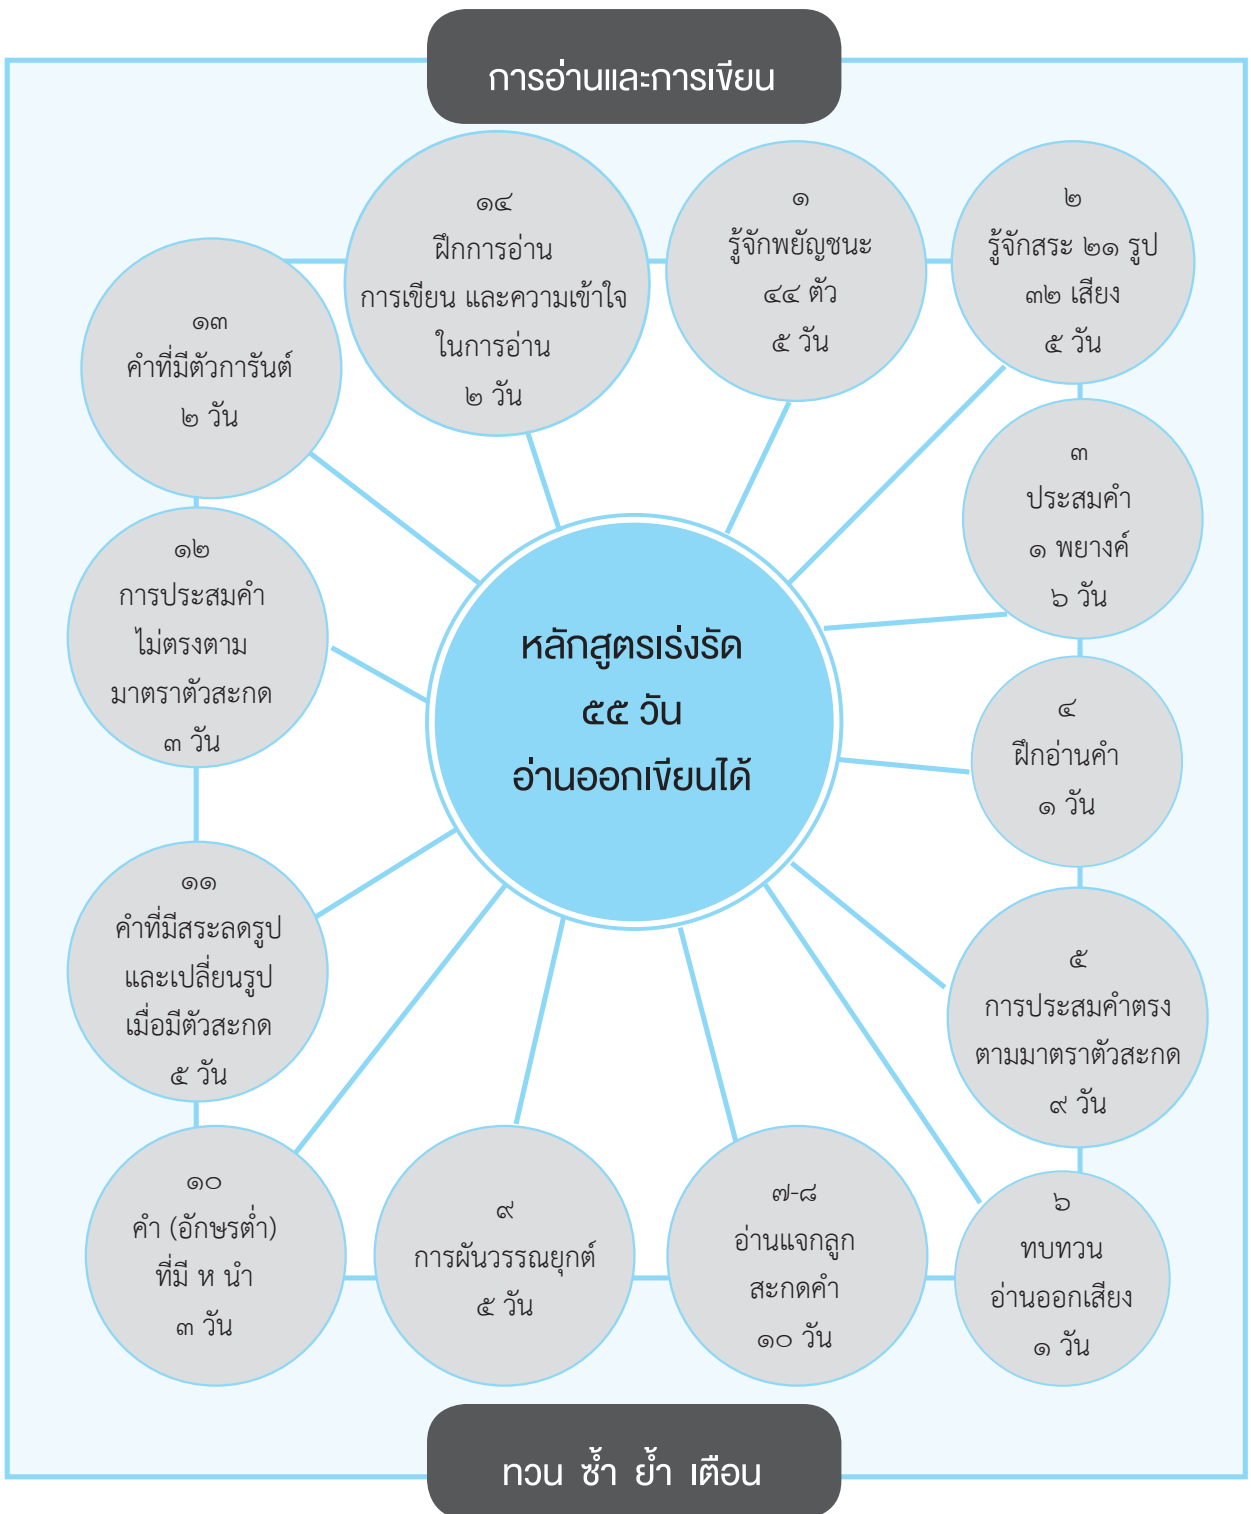 การอ่านและการเขียน
๑
รู้จักพยัญชนะ
๔๔ ตัว
๕ วัน
๒
รู้จักสระ ๒๑ รูป
๓๒ เสียง
๕ วัน
๓
ประสมคำ
๑ พยางค์
๖ วัน
๔
ฝึกอ่านคำ
๑ วัน
๕
การประสมคำตรง
ตามมาตราตัวสะกด
๙ วัน
๖
ทบทวน
อ่านออกเสียง
๑ วัน
๗-๘
อ่านแจกลูก
สะกดคำ
๑๐ วัน
๙
การผันวรรณยุกต์
๕ วัน
๑๐
คำ (อักษรต่ำ)
ที่มี ห นำ
๓ วัน
๑๑
คำที่มีสระลดรูป
และเปลี่ยนรูป
เมื่อมีตัวสะกด
๕ วัน
๑๒
การประสมคำ
ไม่ตรงตาม
มาตราตัวสะกด
๓ วัน
๑๓
คำที่มีตัวการันต์
๒ วัน
๑๔
ฝึกการอ่าน
การเขียน และความเข้าใจ
ในการอ่าน
๒ วัน
หลักสูตรเร่งรัด
๕๕ วัน
อ่านออกเขียนได้
ทวน ซ้ำ ย้ำ เตือน